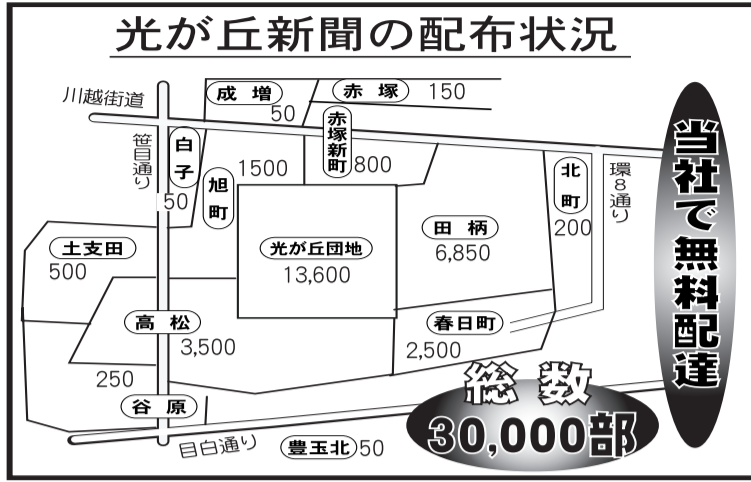 光が丘新聞の配布状況
川越街道
成増
50
赤塚
150
赤塚新町
800
笹目通り
白子
50
旭町
1500
北町
200
環8通り
土支田
500
光が丘団地
13,600
田柄
6,850
高松
3,500
春日町
2,500
250
谷原
目白通り
豊玉北 50
総数
30,000部
当社で無料配達